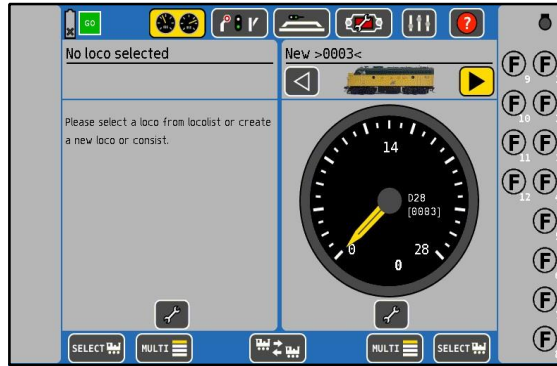 GO
?
No loco selected
New >0003<
Please select a loco from locolist or create
a new loco or consist.
14
D28
[0083]
0
28
0
SELECT
MULTI
MULTI
SELECT
F
F
9
F
F
10
F
F
11
F
F
12
F
F
F
F